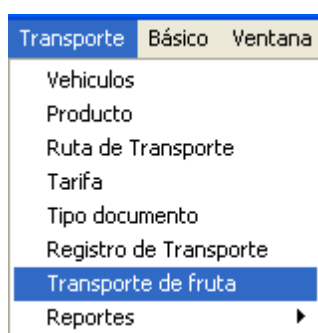 Transporte Básico Ventana
Vehiculos
Producto
Ruta de Transporte
Tarifa
Tipo documento
Registro de Transporte
Transporte de fruta
Reportes